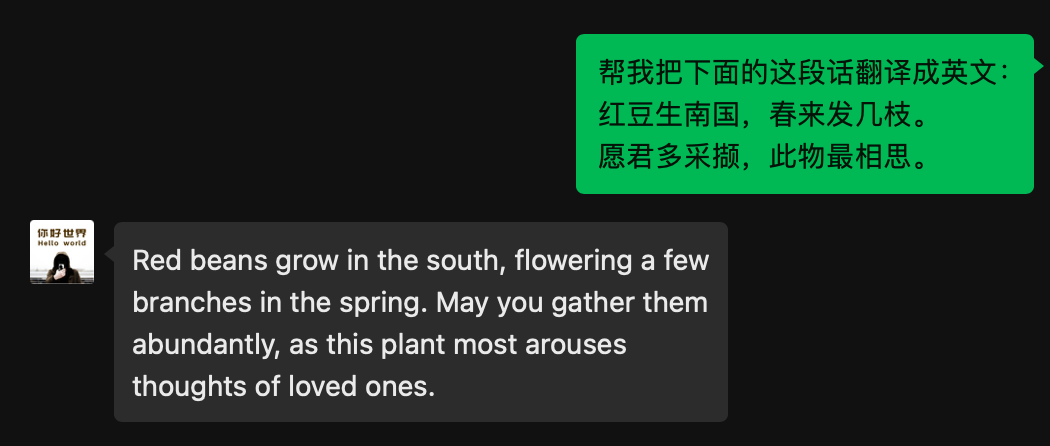 帮我把下面的这段话翻译成英文：
红豆生南国，春来发几枝。
愿君多采撷，此物最相思。
你好世界
Hello world
Red beans grow in the south, flowering a few
branches in the spring. May you gather them
abundantly, as this plant most arouses
thoughts of loved ones.